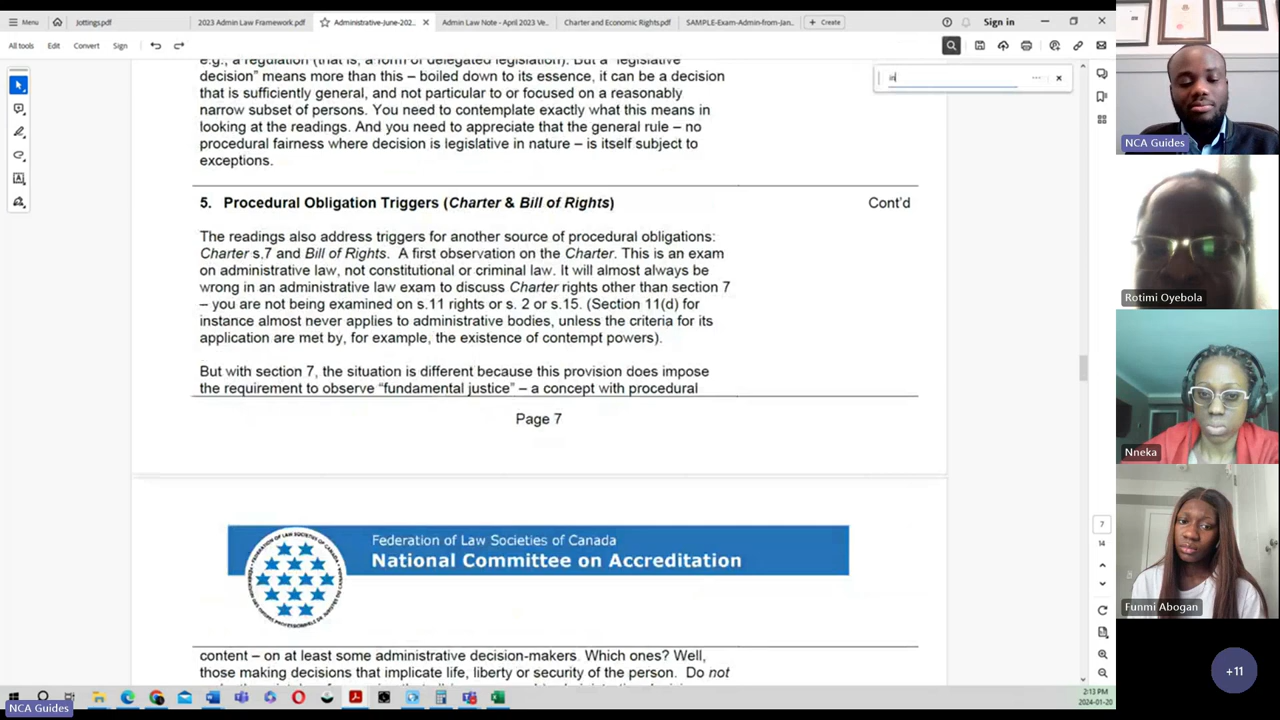 Menu
Jottings.pdf
2023 Admin Law Framework.pdf
Administrative-June-202...
Admin Law Note - April 2023 Ve...
Charter and Economic Rights.pdf
SAMPLE-Exam-Admin-from-Jan...
Create
Sign in
All tools
Edit
Convert
Sign
in
e.g., a regulation (that is, a form of delegated legislation). But a "legislative
decision" means more than this – boiled down to its essence, it can be a decision
that is sufficiently general, and not particular to or focused on a reasonably
narrow subset of persons. You need to contemplate exactly what this means in
looking at the readings. And you need to appreciate that the general rule – no
procedural fairness where decision is legislative in nature – is itself subject to
exceptions.
5. Procedural Obligation Triggers (Charter & Bill of Rights)
Cont'd
The readings also address triggers for another source of procedural obligations:
Charter s.7 and Bill of Rights. A first observation on the Charter. This is an exam
on administrative law, not constitutional or criminal law. It will almost always be
wrong in an administrative law exam to discuss Charter rights other than section 7
– you are not being examined on s.11 rights or s. 2 or s.15. (Section 11(d) for
instance almost never applies to administrative bodies, unless the criteria for its
application are met by, for example, the existence of contempt powers).
But with section 7, the situation is different because this provision does impose
the requirement to observe "fundamental justice" – a concept with procedural
Page 7
Federation of Law Societies of Canada
National Committee on Accreditation
content – on at least some administrative decision-makers. Which ones? Well,
those making decisions that implicate life, liberty or security of the person. Do not
7
14
NCA Guides
Rotimi Oyebola
Nneka
Funmi Abogan
+11
2:13 PM
2024-01-20
NCA Guides